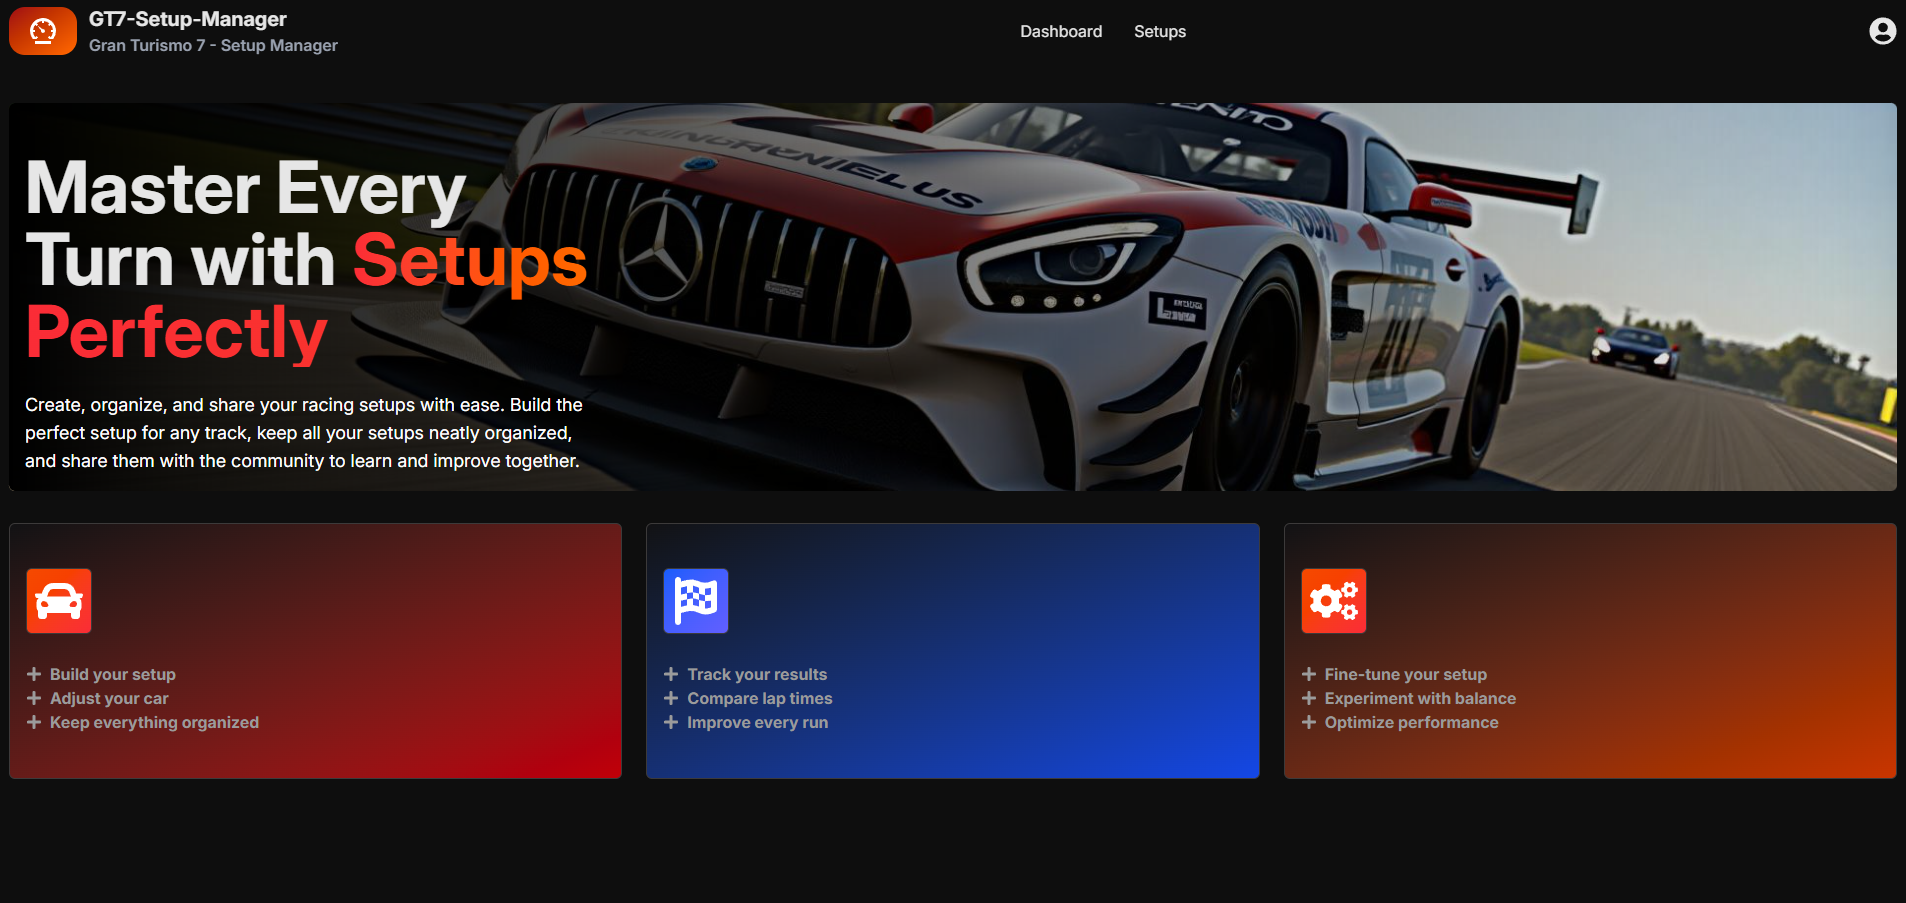 GT7-Setup-Manager
Gran Turismo 7 - Setup Manager
Dashboard
Setups
Master Every
Turn with Setups
Perfectly
Create, organize, and share your racing setups with ease. Build the
perfect setup for any track, keep all your setups neatly organized,
and share them with the community to learn and improve together.
Build your setup
Adjust your car
Keep everything organized
Track your results
Compare lap times
Improve every run
Fine-tune your setup
Experiment with balance
Optimize performance